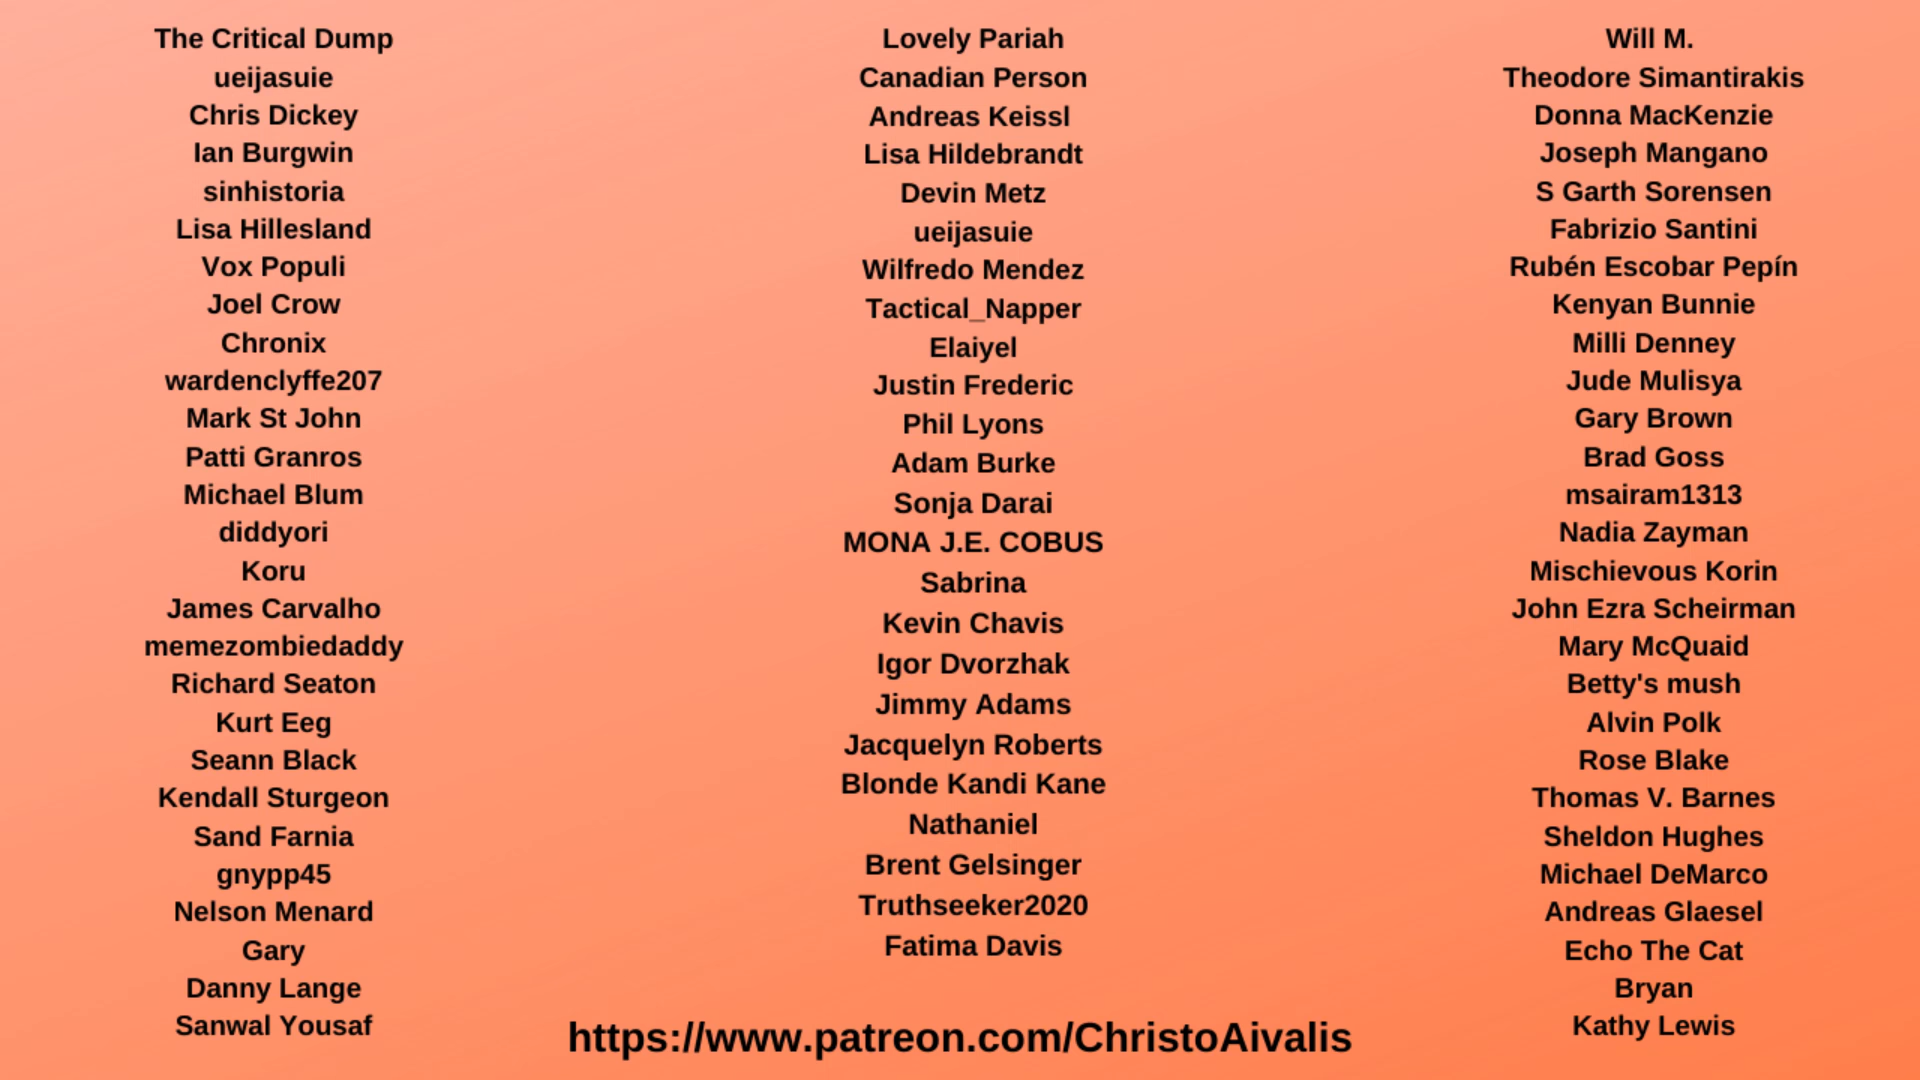 The Critical Dump
ueijasuie
Chris Dickey
Ian Burgwin
sinhistoria
Lisa Hillesland
Vox Populi
Joel Crow
Chronix
wardenclyffe207
Mark St John
Patti Granros
Michael Blum
diddyori
Koru
James Carvalho
memezombiedaddy
Richard Seaton
Kurt Eeg
Seann Black
Kendall Sturgeon
Sand Farnia
gnypp45
Nelson Menard
Gary
Danny Lange
Sanwal Yousaf
Lovely Pariah
Canadian Person
Andreas Keissl
Lisa Hildebrandt
Devin Metz
ueijasuie
Wilfredo Mendez
Tactical_Napper
Elaiyel
Justin Frederic
Phil Lyons
Adam Burke
Sonja Darai
MONA J.E. COBUS
Sabrina
Kevin Chavis
Igor Dvorzhak
Jimmy Adams
Jacquelyn Roberts
Blonde Kandi Kane
Nathaniel
Brent Gelsinger
Truthseeker2020
Fatima Davis
Will M.
Theodore Simantirakis
Donna MacKenzie
Joseph Mangano
S Garth Sorensen
Fabrizio Santini
Rubén Escobar Pepín
Kenyan Bunnie
Milli Denney
Jude Mulisya
Gary Brown
Brad Goss
msairam1313
Nadia Zayman
Mischievous Korin
John Ezra Scheirman
Mary McQuaid
Betty's mush
Alvin Polk
Rose Blake
Thomas V. Barnes
Sheldon Hughes
Michael DeMarco
Andreas Glaesel
Echo The Cat
Bryan
Kathy Lewis
https://www.patreon.com/ChristoAivalis